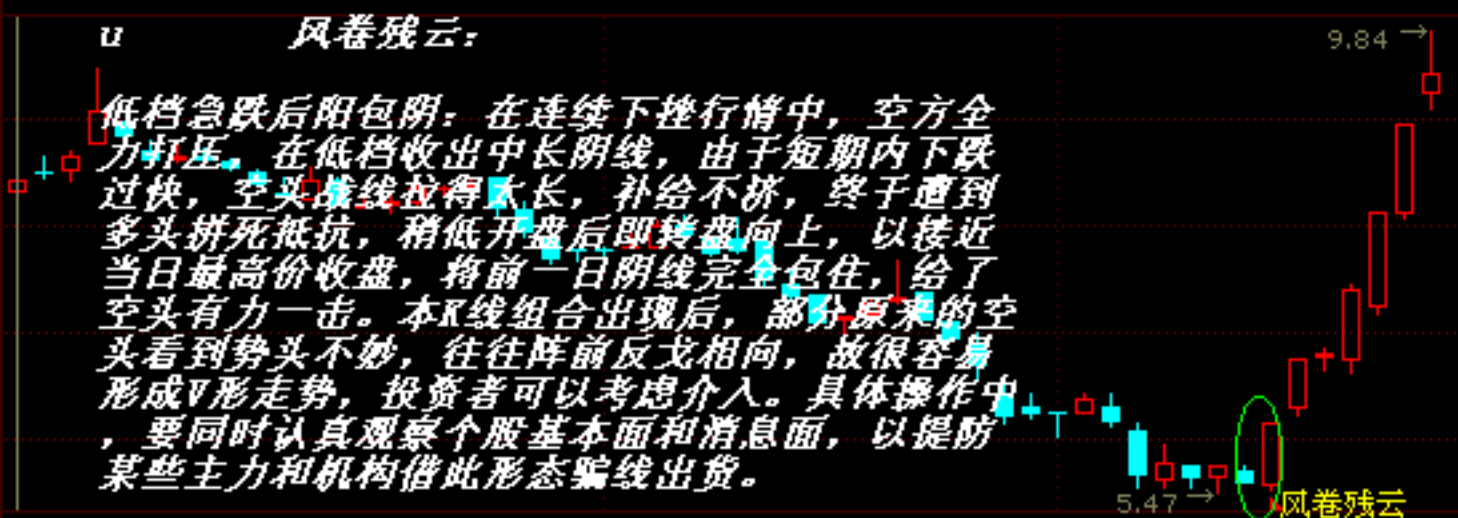 u 风卷残云：
9.84
低档急跌后阳包阴：在连续下挫行情中，空方全
力打压，在低档收出中长阴线，由于短期内下跌
过快，空头战线拉得太长，补给不挤，终于遭到
多头拼死抵抗，稍低开盘后即转盘向上，以接近
当日最高价收盘，将前一日阴线完全包住，给了
空头有力一击。本K线组合出现后，部分原来的空
头看到势头不妙，往往阵前反戈相向，故很容易
形成V形走势，投资者可以考虑介入。具体操作中
，要同时认真观察个股基本面和消息面，以提防
某些主力和机构借此形态骗线出货。
5.47
风卷残云